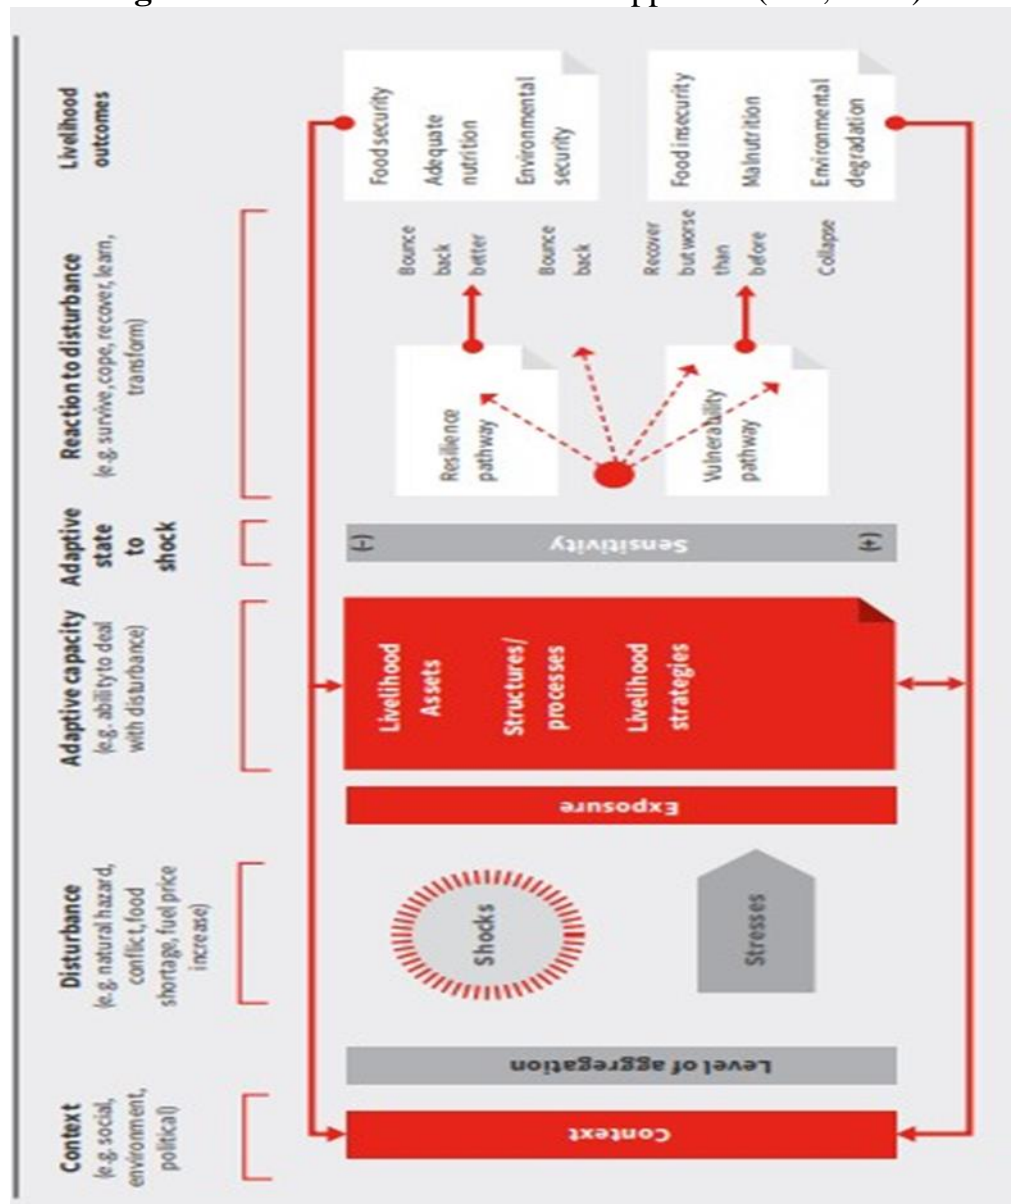 Context
(e.g. social,
environment,
political)
Disturbance
(e.g. natural hazard,
conflict, food
shortage, fuel price
increase)
Adaptive capacity
(e.g. ability to deal
with disturbance)
Adaptive
state
to
shock
Reaction to disturbance
(e.g. survive, cope, recover, learn,
transform)
Livelihood
outcomes
Context
Level of aggregation
Shocks
Stresses
Exposure
Livelihood
Assets
Structures/
processes
Livelihood
strategies
(-)
Sensitivity
(+)
Resilience
pathway
Vulnerability
pathway
Bounce
back
better
Bounce
back
Recover
but worse
than
before
Collapse
Food security
Adequate
nutrition
Environmental
security
Food insecurity
Malnutrition
Environmental
degradation